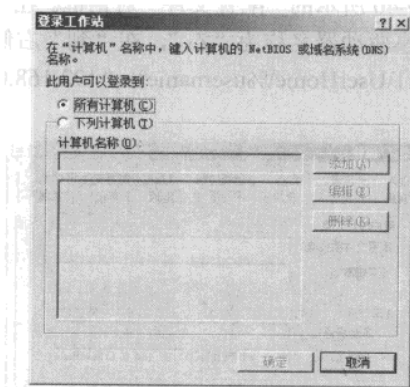 登录工作站
在“计算机”名称中，键入计算机的 NetBIOS 或域名系统(DNS)
名称。
此用户可以登录到:
所有计算机(C)
下列计算机(T)
计算机名称(O):
添加(A)
编辑(E)
删除(R)
确定
取消